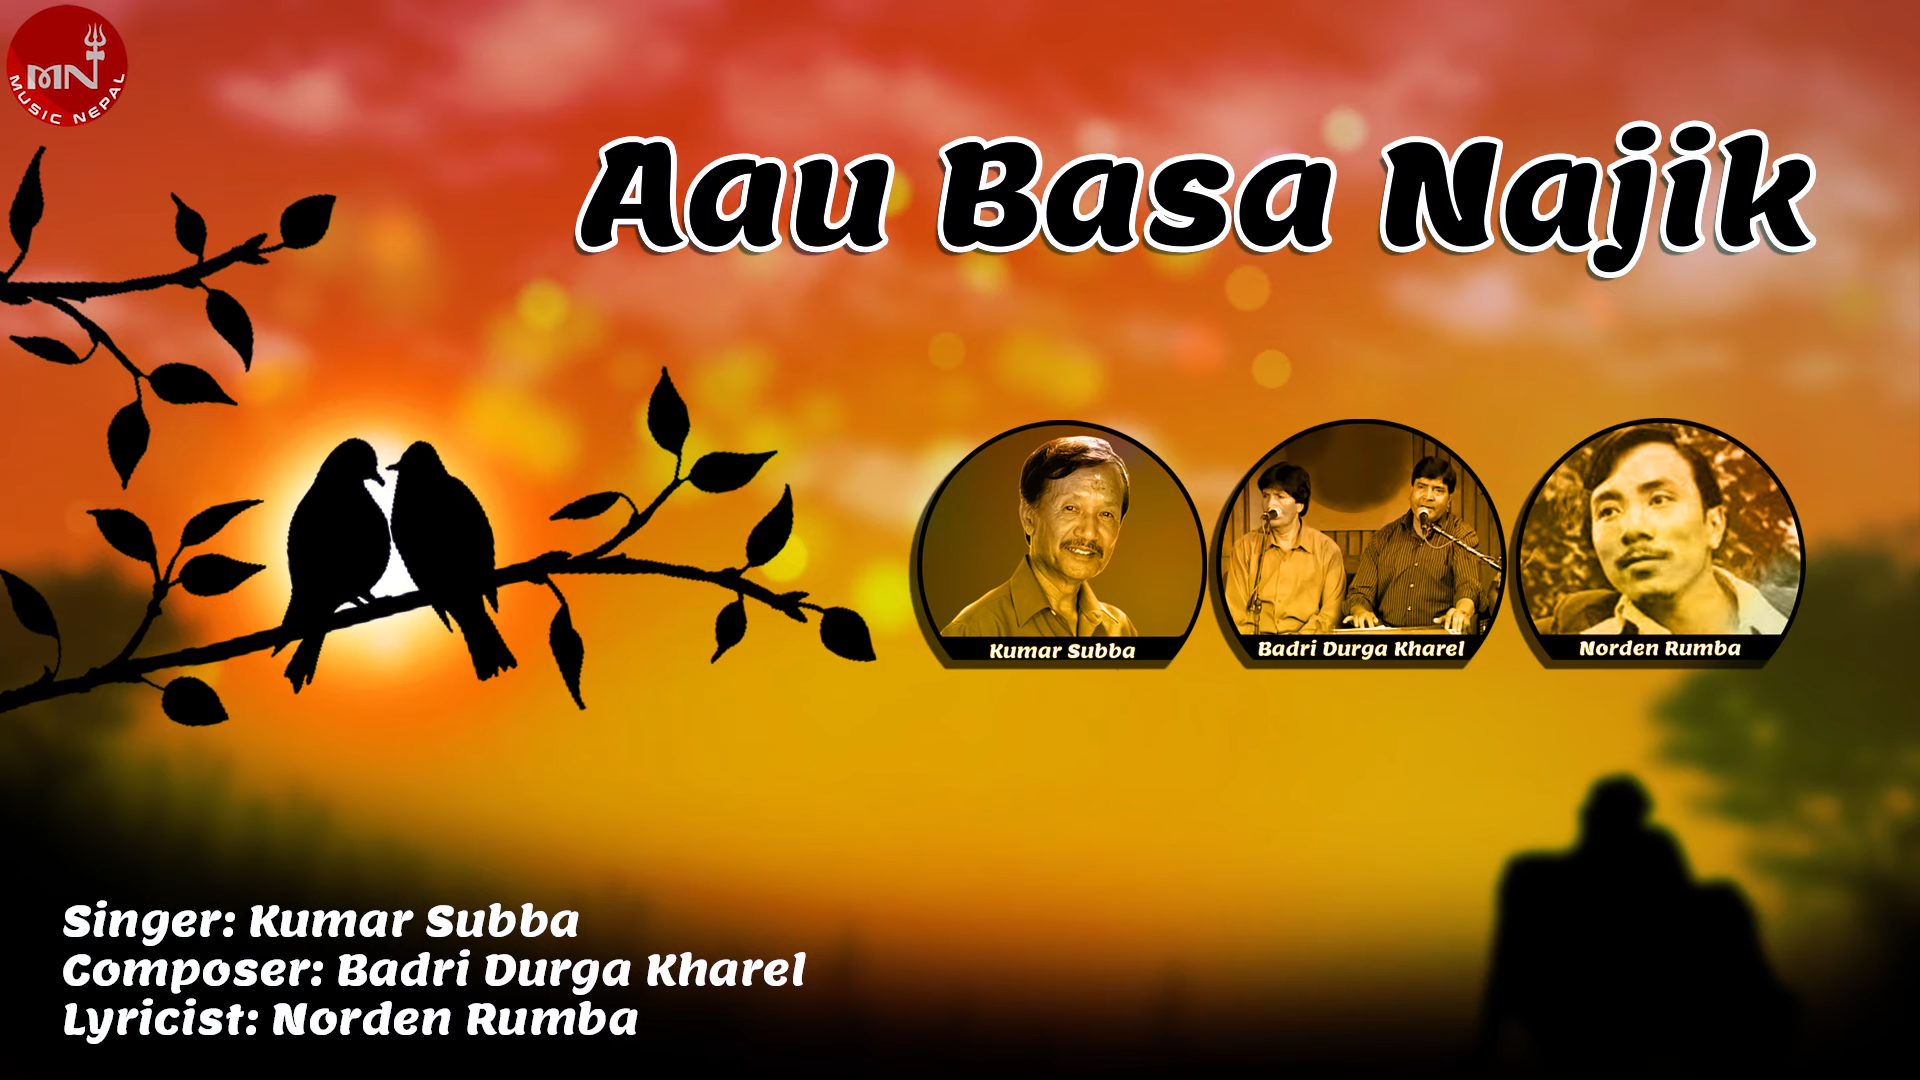 MN
MUSIC NEPAL
Aau Basa Najik
Kumar Subba
Badri Durga Kharel
Norden Rumba
Singer: Kumar Subba
Composer: Badri Durga Kharel
Lyricist: Norden Rumba